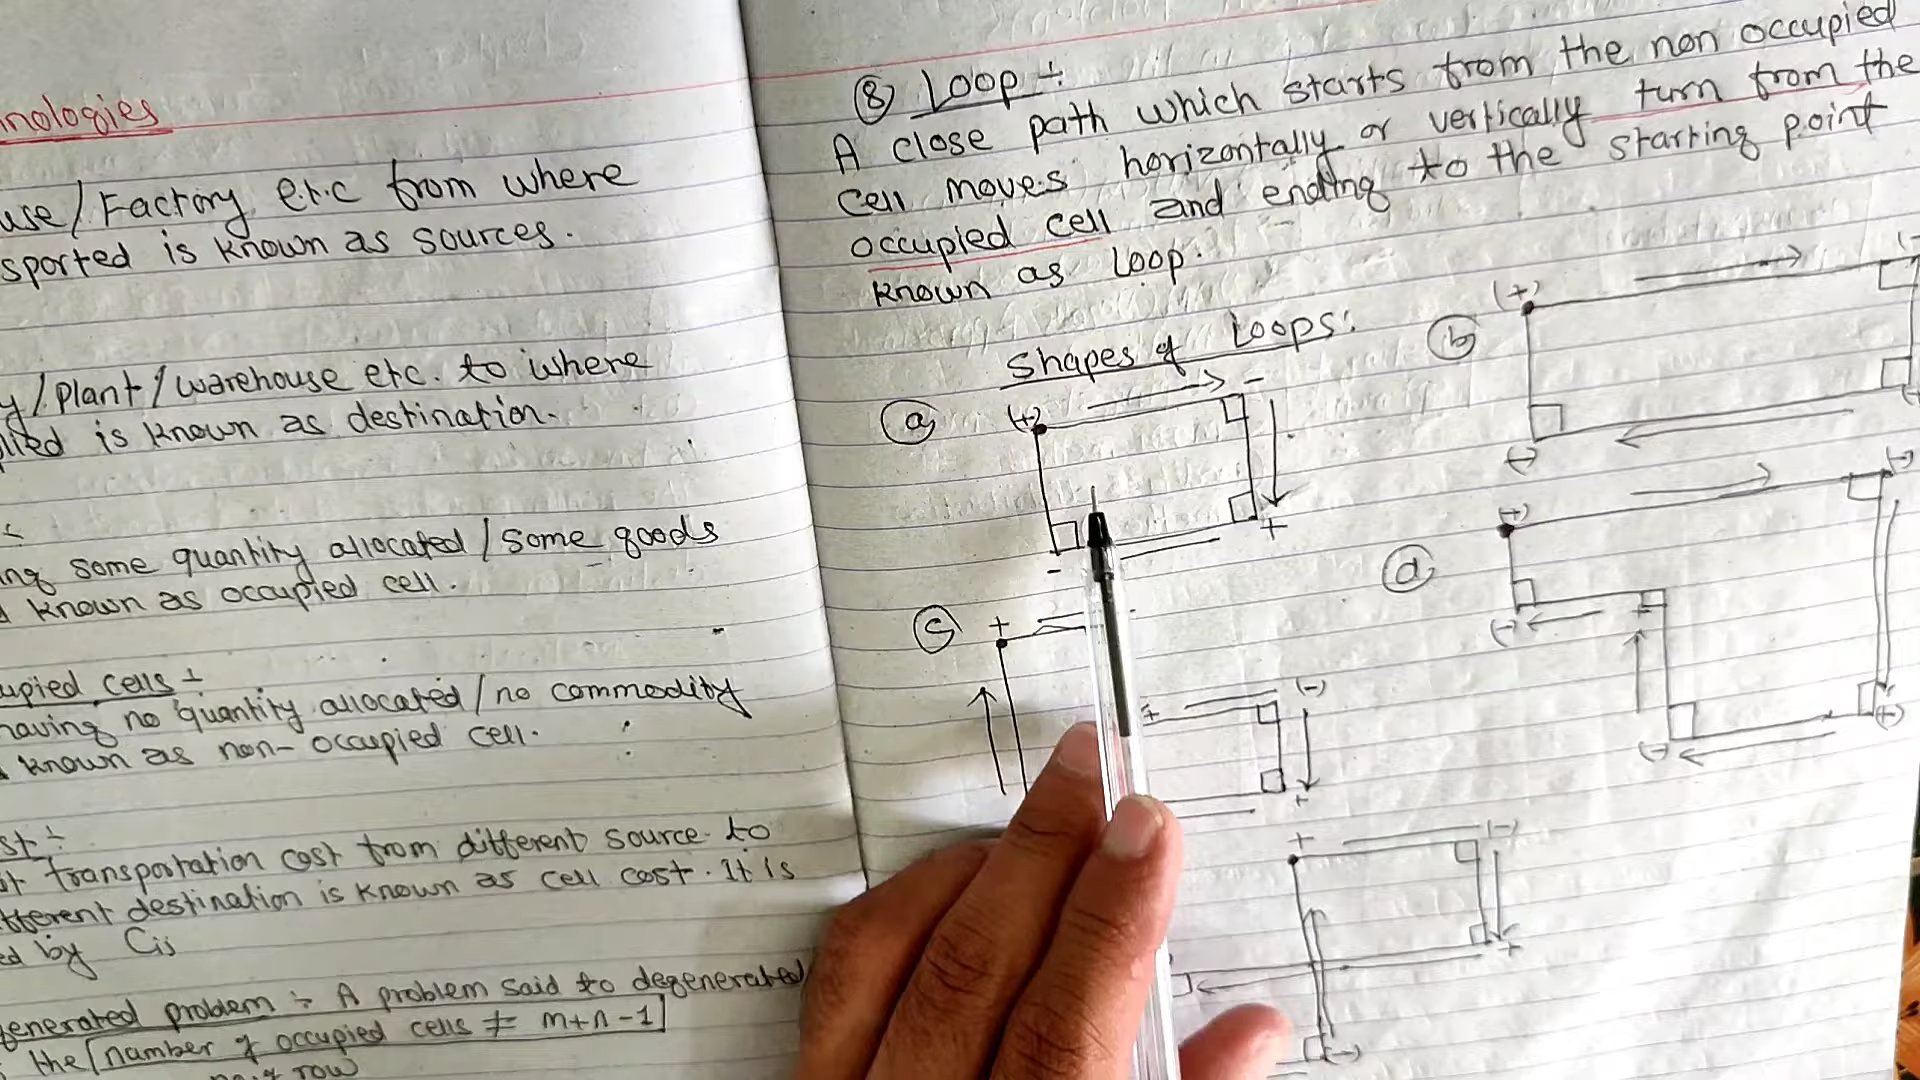 nologies
use/Factory e.t.c from where
sported is known as sources.
y/plant/warehouse etc. to where
plied is known as destination.
ing some quantity allocated/some goods
known as occupied cell.
upied cells ÷
having no quantity allocated/no commodity
known as non-occupied cell.
st ÷
transportation cost from different source to
fferent destination is known as cell cost. It is
ed by Cij
generated problem :- A problem said to degenerated
the number of occupied cells ≠ m+n-1
row
⑧ Loop ÷
A close path which starts from the non occupied
cell moves horizontally or vertically turn from the
occupied cell and ending to the starting point
known as Loop.
Shapes of Loops:
ⓐ (+) -
- +
ⓑ (+) (-
(-) (+
ⓒ +
+ (-)
+
ⓓ (+) (-)
(-) +
(-) (+)
+ (-)
+
(-)